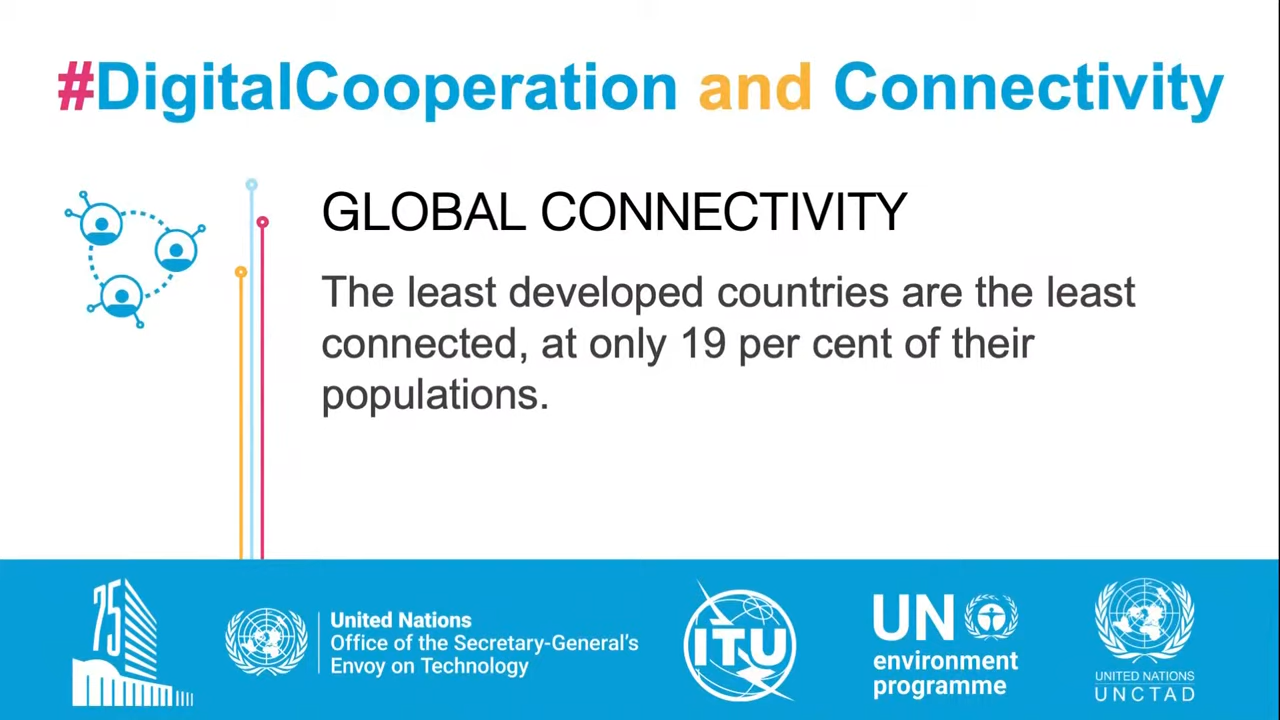 #DigitalCooperation and Connectivity
GLOBAL CONNECTIVITY
The least developed countries are the least
connected, at only 19 per cent of their
populations.
75
United Nations
Office of the Secretary-General's
Envoy on Technology
ITU
UN
environment
programme
UNITED NATIONS
UNCTAD